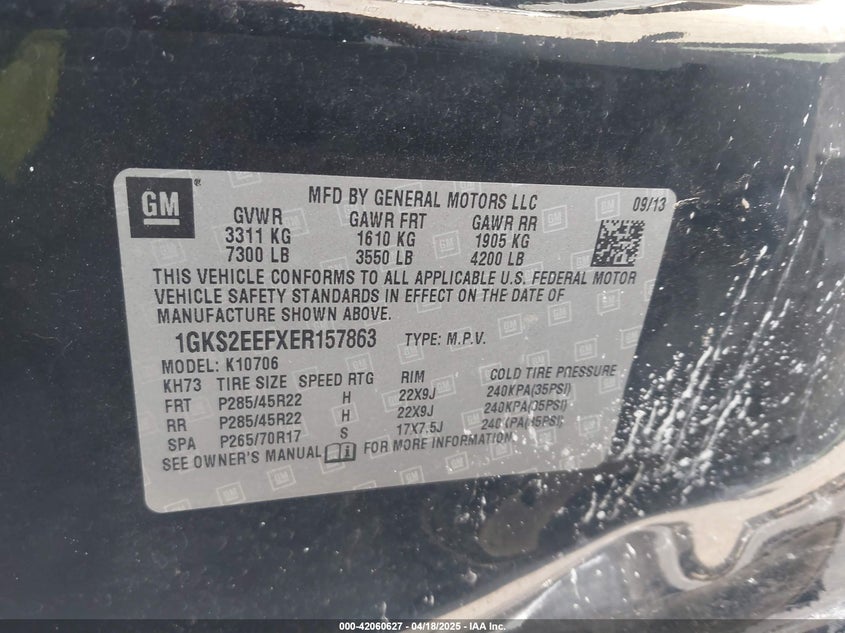 GM®
MFD BY GENERAL MOTORS LLC 09/13
GVWR GAWR FRT GAWR RR
3311 KG 1610 KG 1905 KG
7300 LB 3550 LB 4200 LB
THIS VEHICLE CONFORMS TO ALL APPLICABLE U.S. FEDERAL MOTOR
VEHICLE SAFETY STANDARDS IN EFFECT ON THE DATE OF
MANUFACTURE SHOWN ABOVE.
1GKS2EEFXER157863 TYPE: M.P.V.
MODEL: K10706
KH73 TIRE SIZE SPEED RTG RIM COLD TIRE PRESSURE
FRT P285/45R22 H 22X9J 240KPA(35PSI)
RR P285/45R22 H 22X9J 240KPA(35PSI)
SPA P265/70R17 S 17X7.5J 240KPA(35PSI)
SEE OWNER'S MANUAL FOR MORE INFORMATION
000-42060627 - 04/18/2025 - IAA Inc.